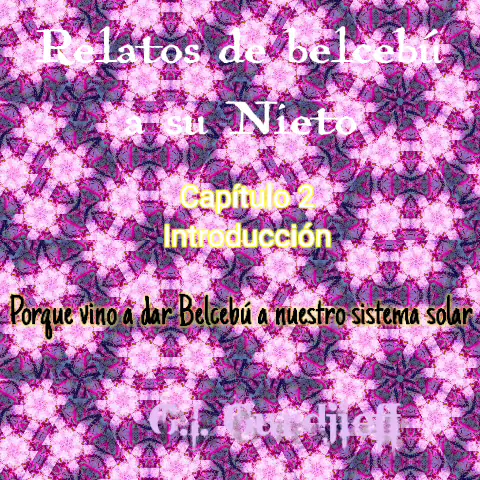 Relatos de belcebú
a su Nieto
Capítulo 2
Introducción
Porque vino a dar Belcebú a nuestro sistema solar
G.I. Gurdjieff